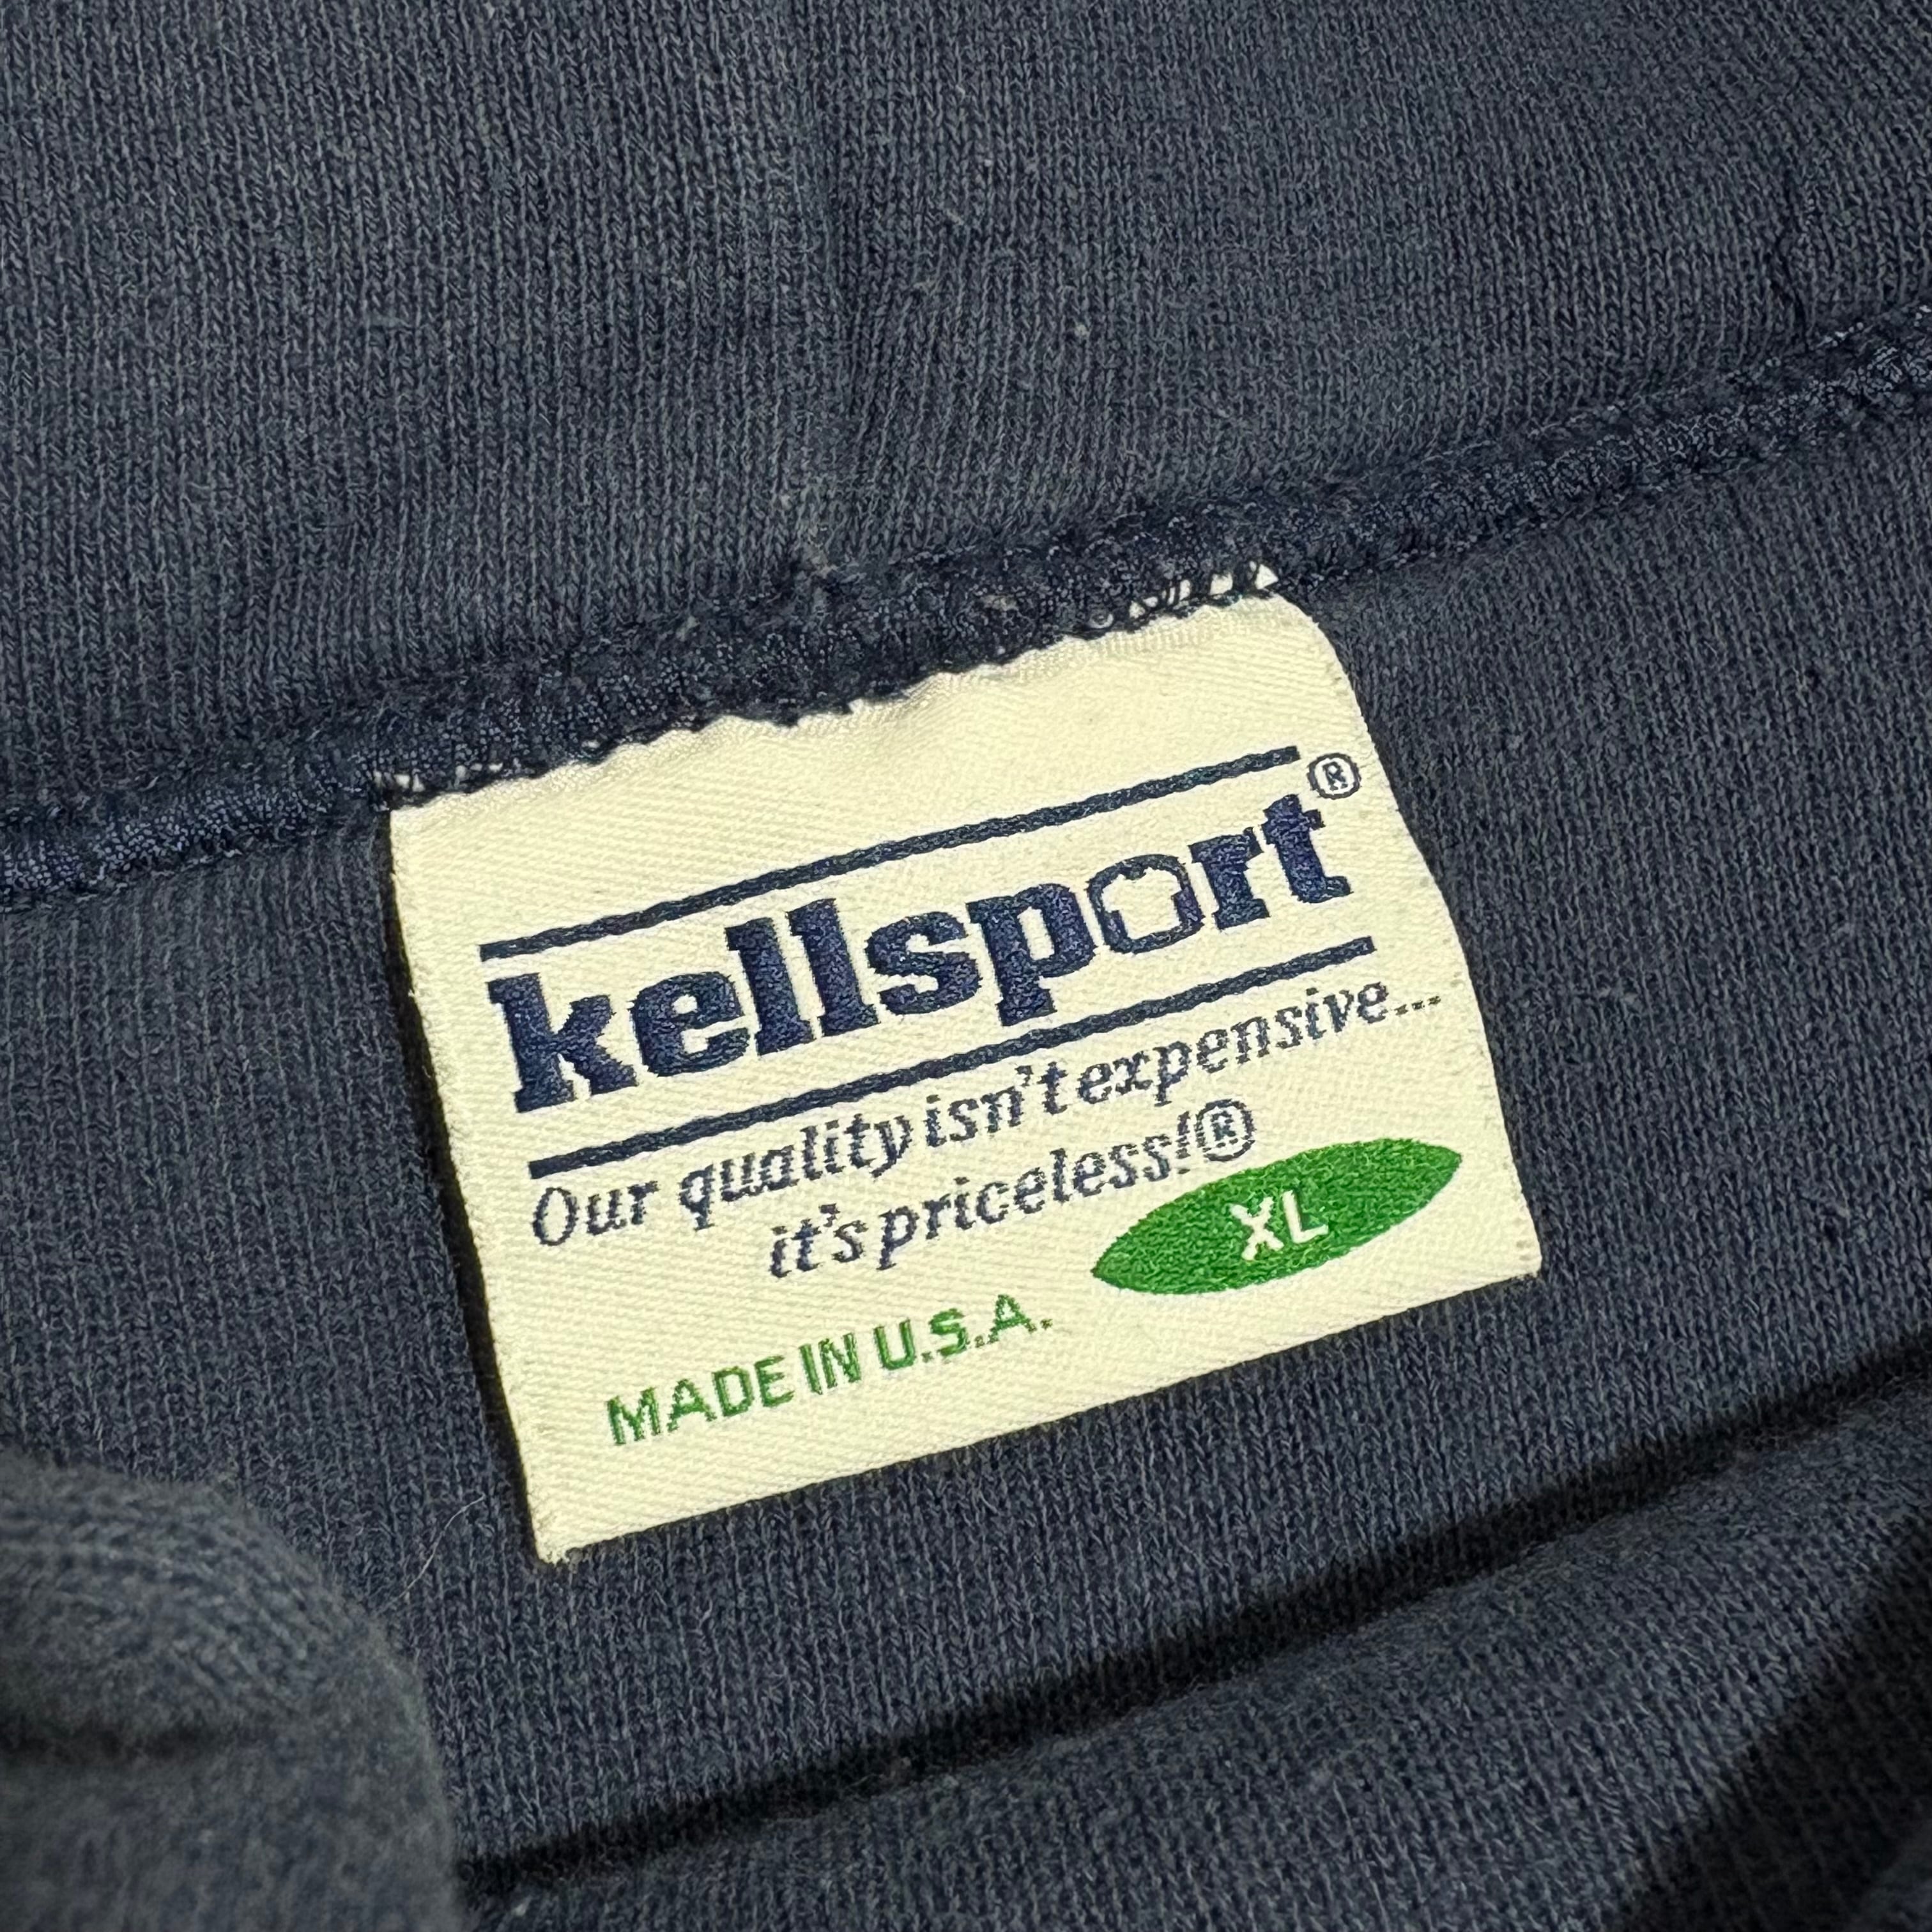 kellsport®
Our quality isn't expensive...
it's priceless!®
XL
MADE IN U.S.A.